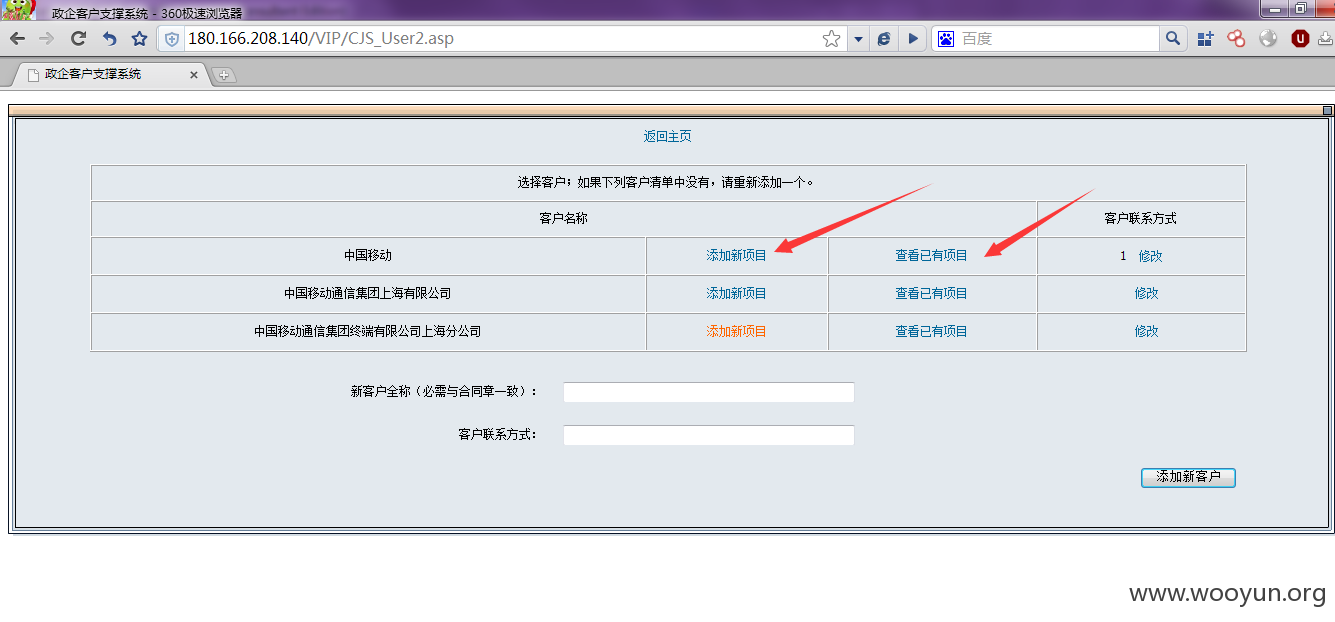 政企客户支撑系统 - 360极速浏览器
180.166.208.140/VIP/CJS_User2.asp
百度
政企客户支撑系统
返回主页
选择客户；如果下列客户清单中没有，请重新添加一个。
客户名称 客户联系方式
中国移动 添加新项目 查看已有项目 1 修改
中国移动通信集团上海有限公司 添加新项目 查看已有项目 修改
中国移动通信集团终端有限公司上海分公司 添加新项目 查看已有项目 修改
新客户全称（必需与合同章一致）：
客户联系方式：
添加新客户
www.wooyun.org